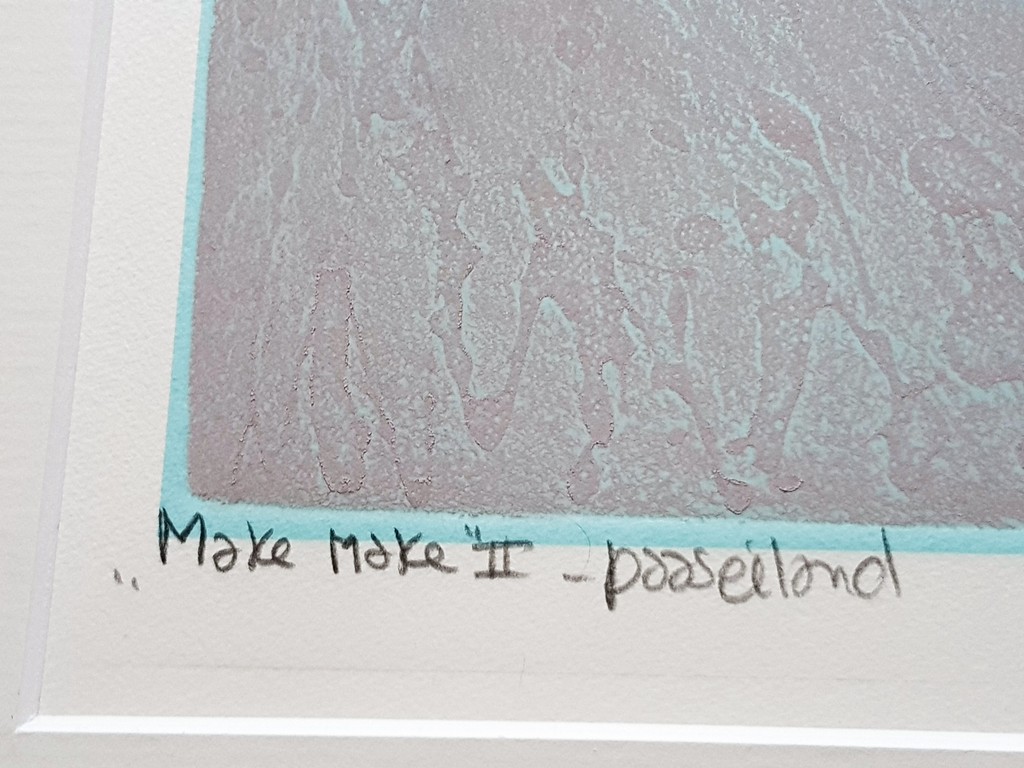 „Make Make" II - paaseiland